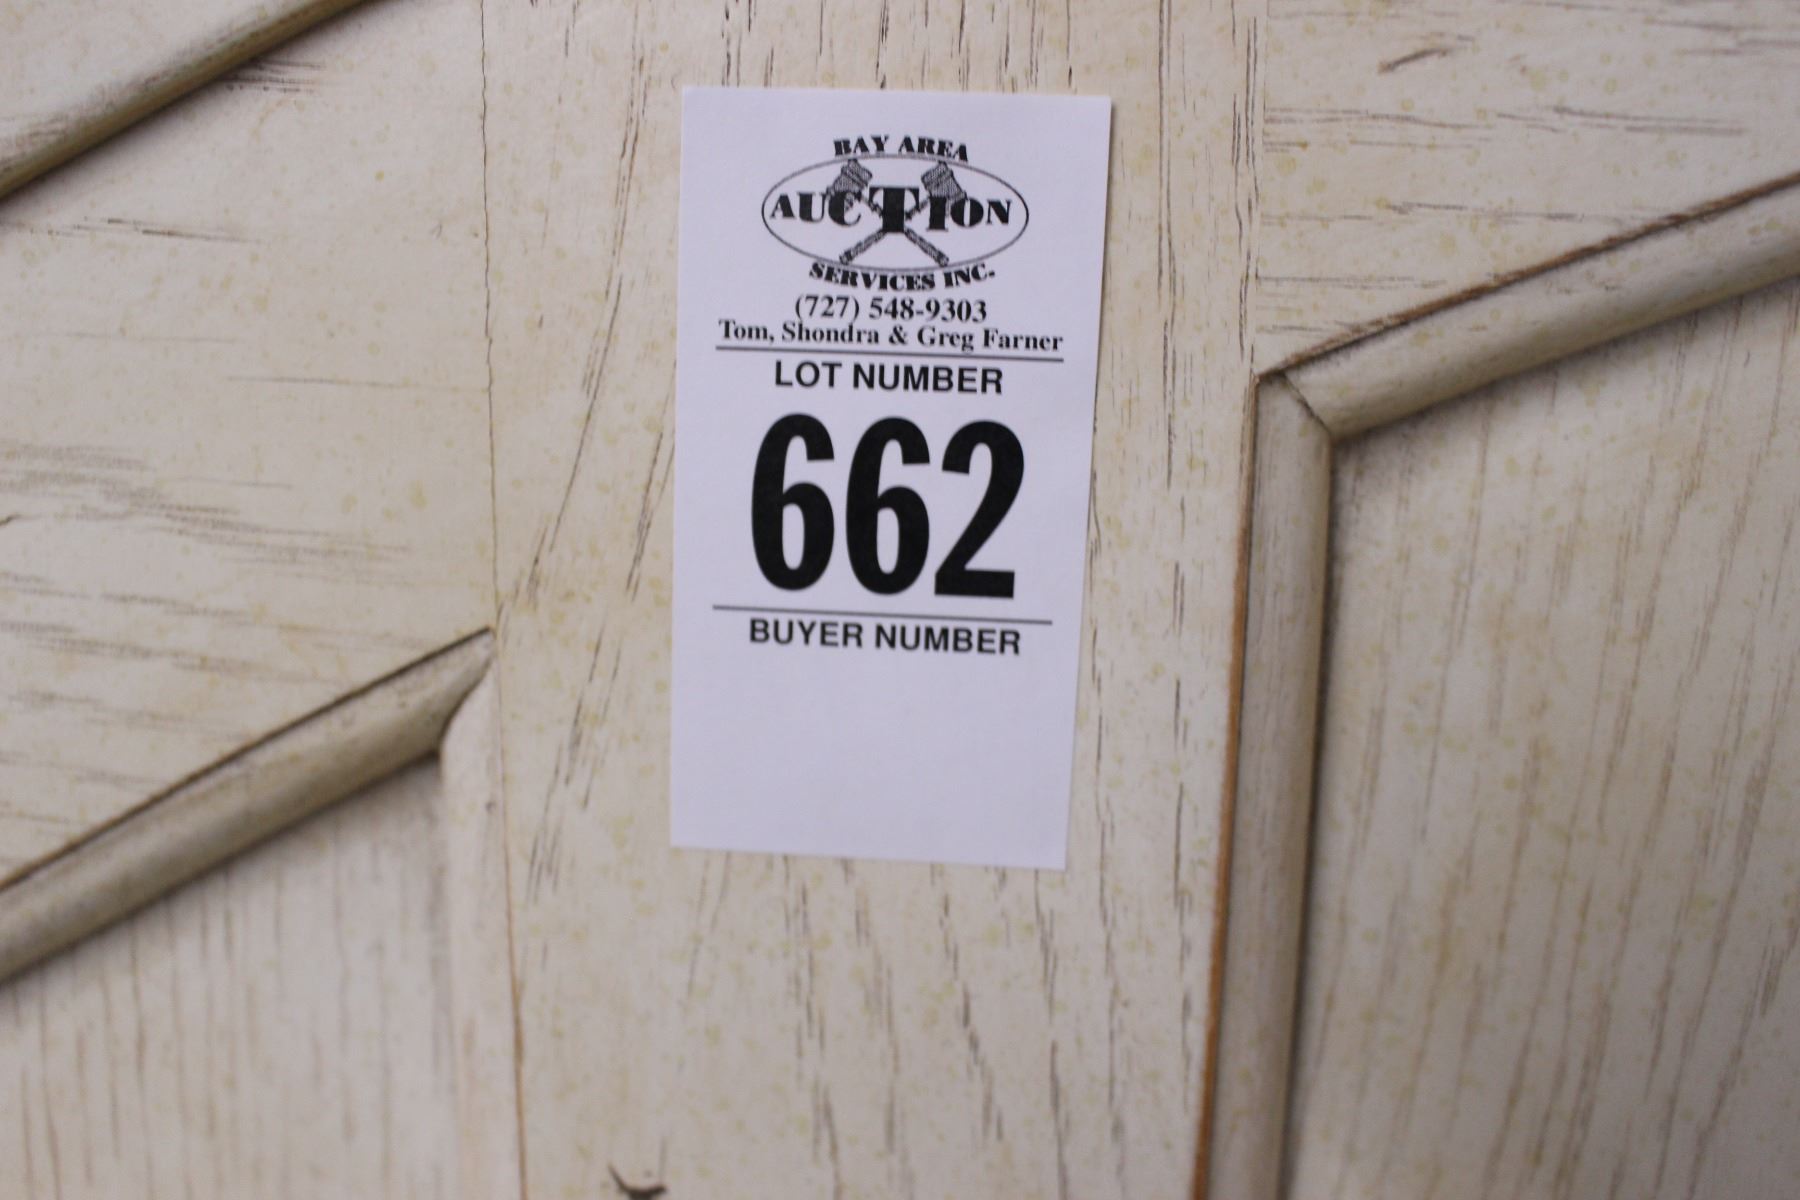 BAY AREA
AUCTION
SERVICES INC.
(727) 548-9303
Tom, Shondra & Greg Farner
LOT NUMBER
662
BUYER NUMBER